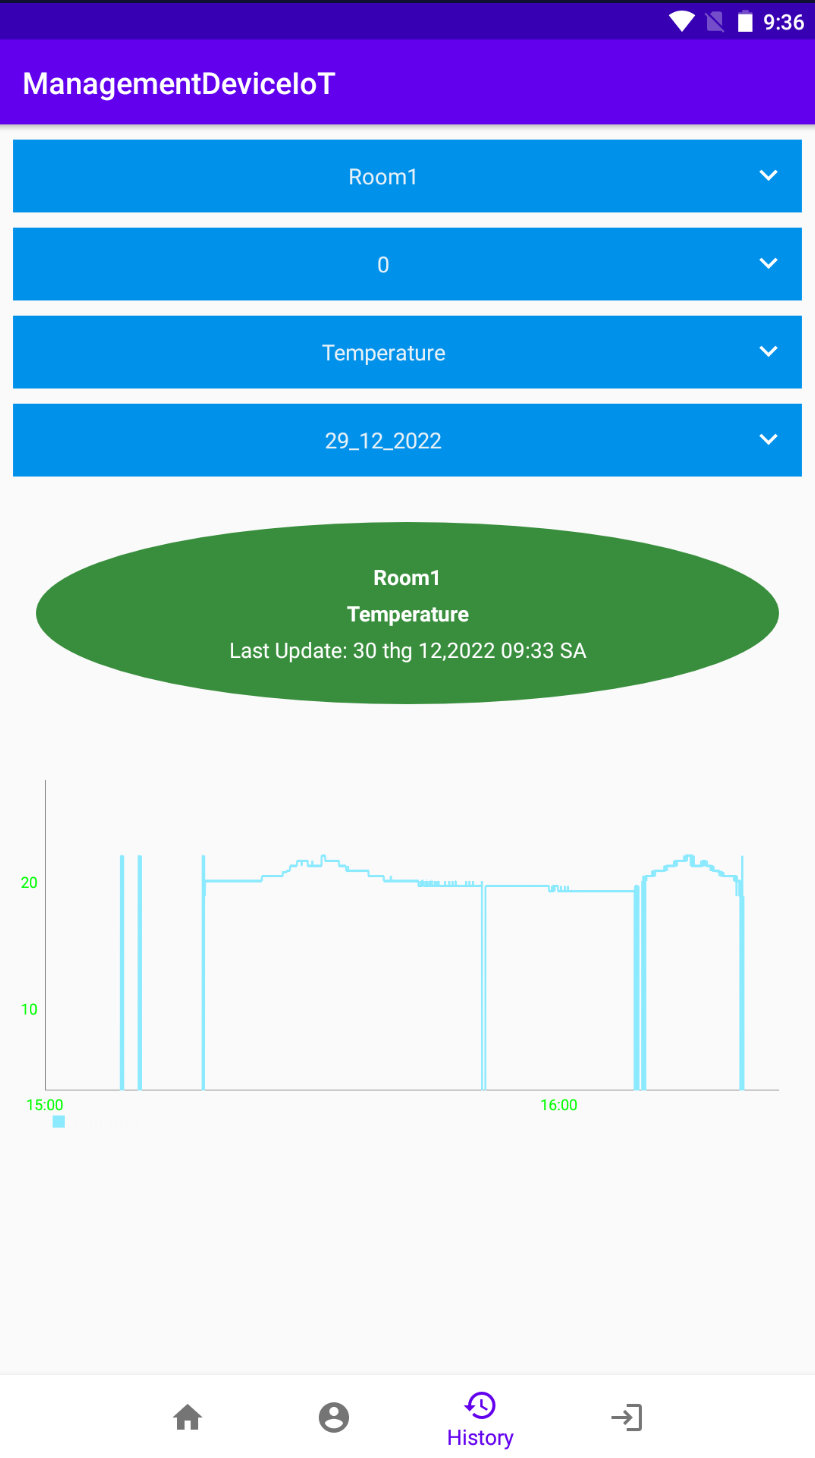 9:36
ManagementDeviceIoT
Room1
0
Temperature
29_12_2022
Room1
Temperature
Last Update: 30 thg 12,2022 09:33 SA
20
10
15:00
16:00
History